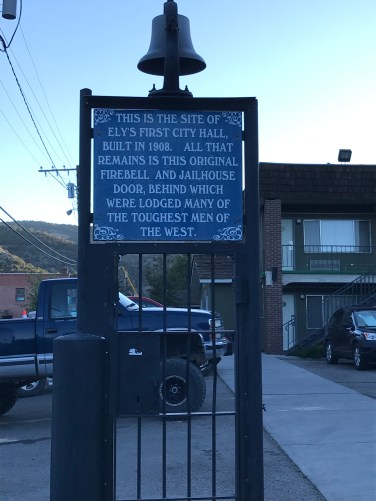 THIS IS THE SITE OF
ELY'S FIRST CITY HALL,
BUILT IN 1908. ALL THAT
REMAINS IS THIS ORIGINAL
FIREBELL AND JAILHOUSE
DOOR, BEHIND WHICH
WERE LODGED MANY OF
THE TOUGHEST MEN OF
THE WEST.